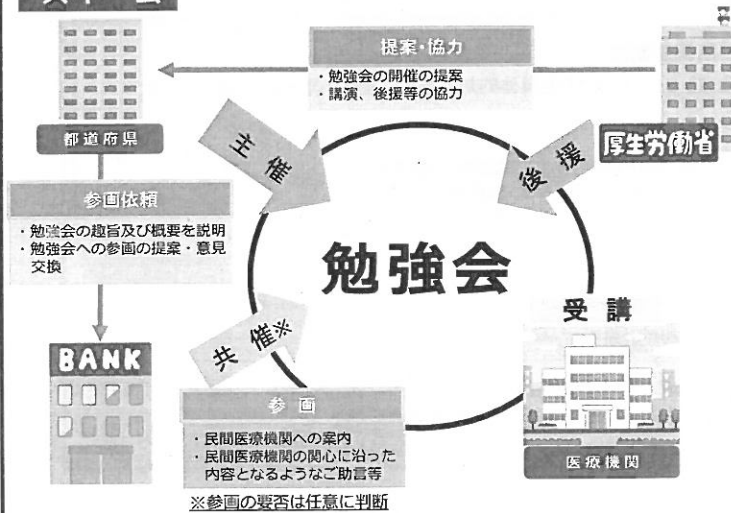 提案・協力
・勉強会の開催の提案
・講演、後援等の協力
都道府県
厚生労働省
主催
後援
参画依頼
・勉強会の趣旨及び概要を説明
・勉強会への参画の提案・意見
交換
勉強会
受講
BANK
共催※
参画
・民間医療機関への案内
・民間医療機関の関心に沿った
内容となるようなご助言等
医療機関
※参画の要否は任意に判断